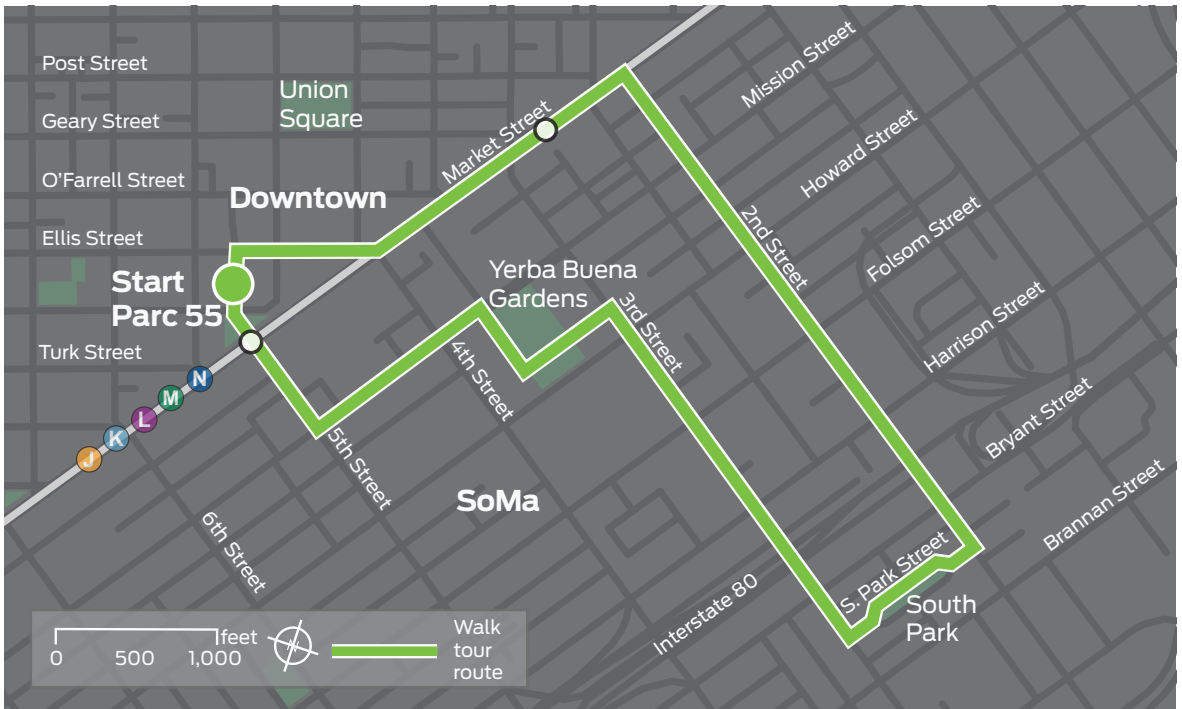 Post Street
Union
Square
Geary Street
Market Street
Mission Street
Howard Street
O'Farrell Street
Downtown
Ellis Street
2nd Street
Folsom Street
Start
Parc 55
Yerba Buena
Gardens
3rd Street
Harrison Street
Turk Street
4th Street
N
M
L
K
J
5th Street
Bryant Street
SoMa
Brannan Street
6th Street
S. Park Street
Interstate 80
South
Park
feet
0 500 1,000
N
Walk
tour
route